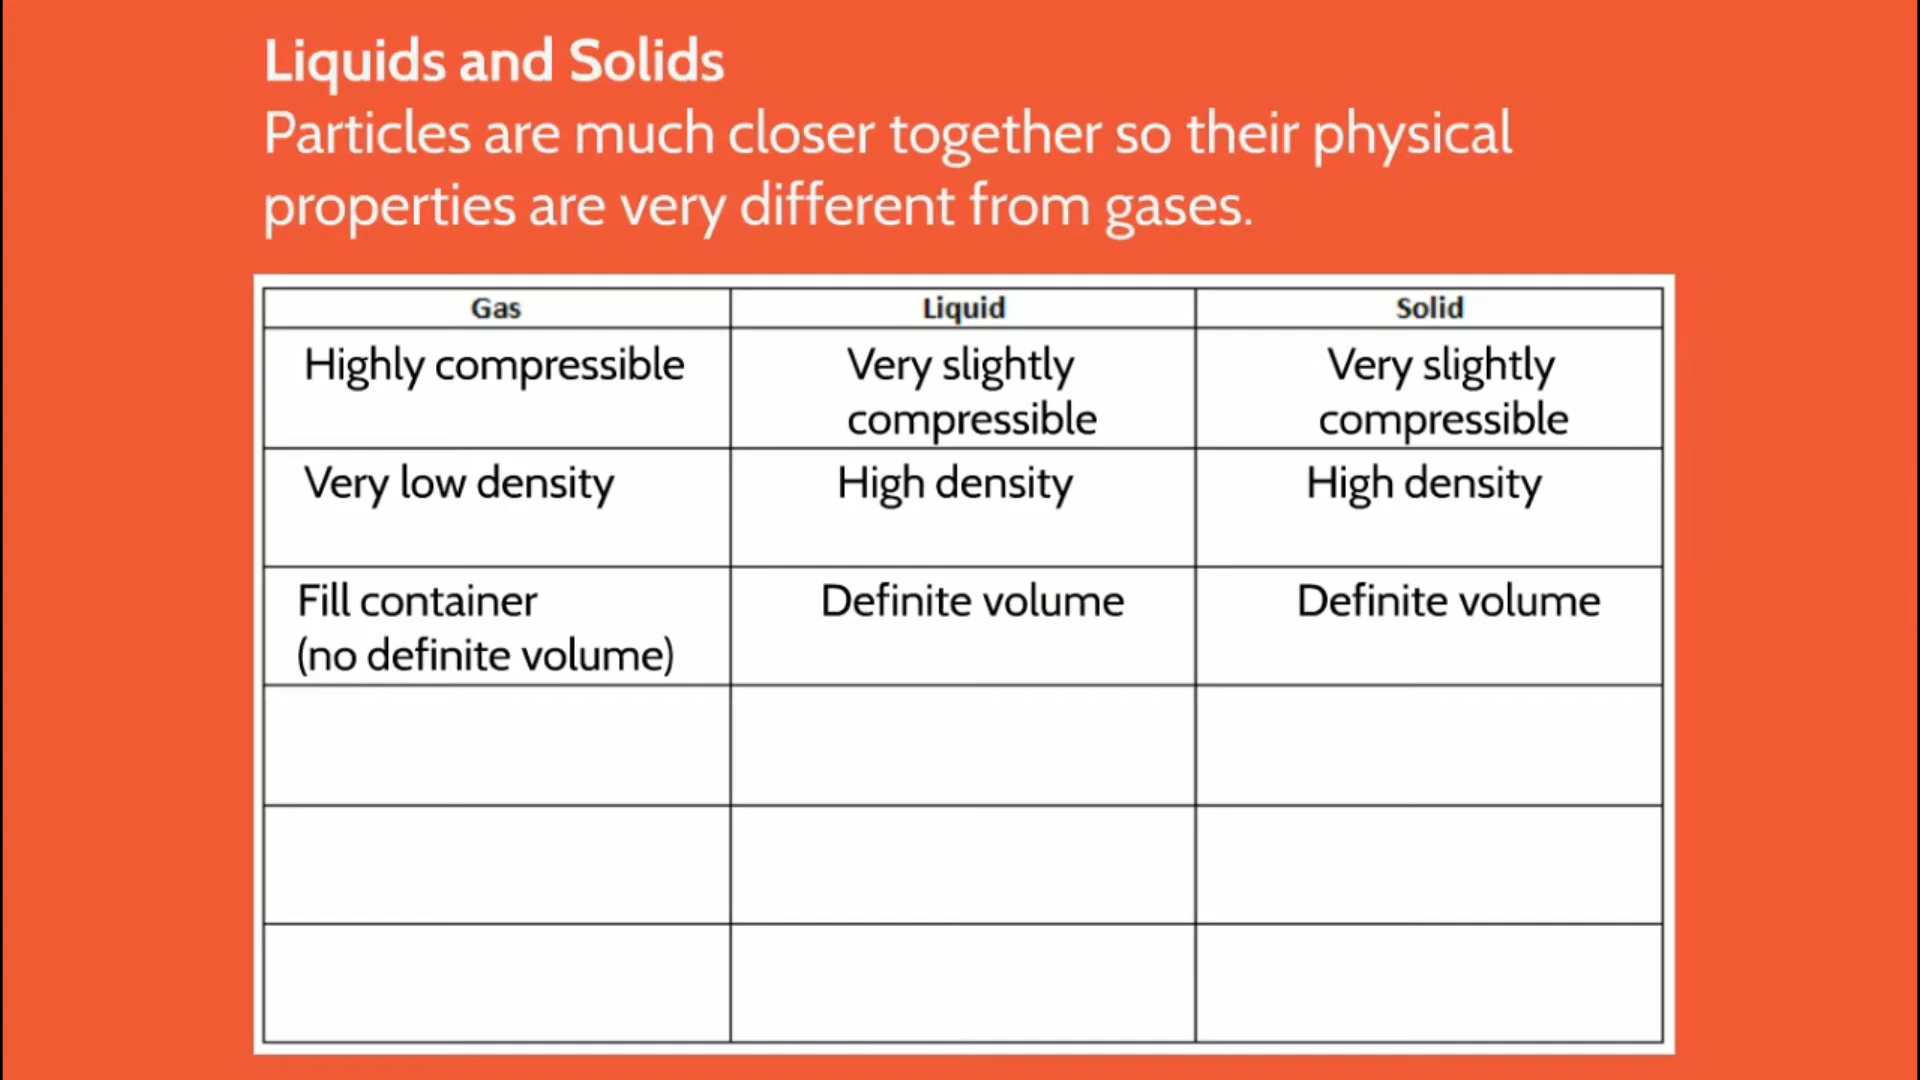 Liquids and Solids
Particles are much closer together so their physical
properties are very different from gases.
Gas Liquid Solid
Highly compressible Very slightly compressible Very slightly compressible
Very low density High density High density
Fill container (no definite volume) Definite volume Definite volume